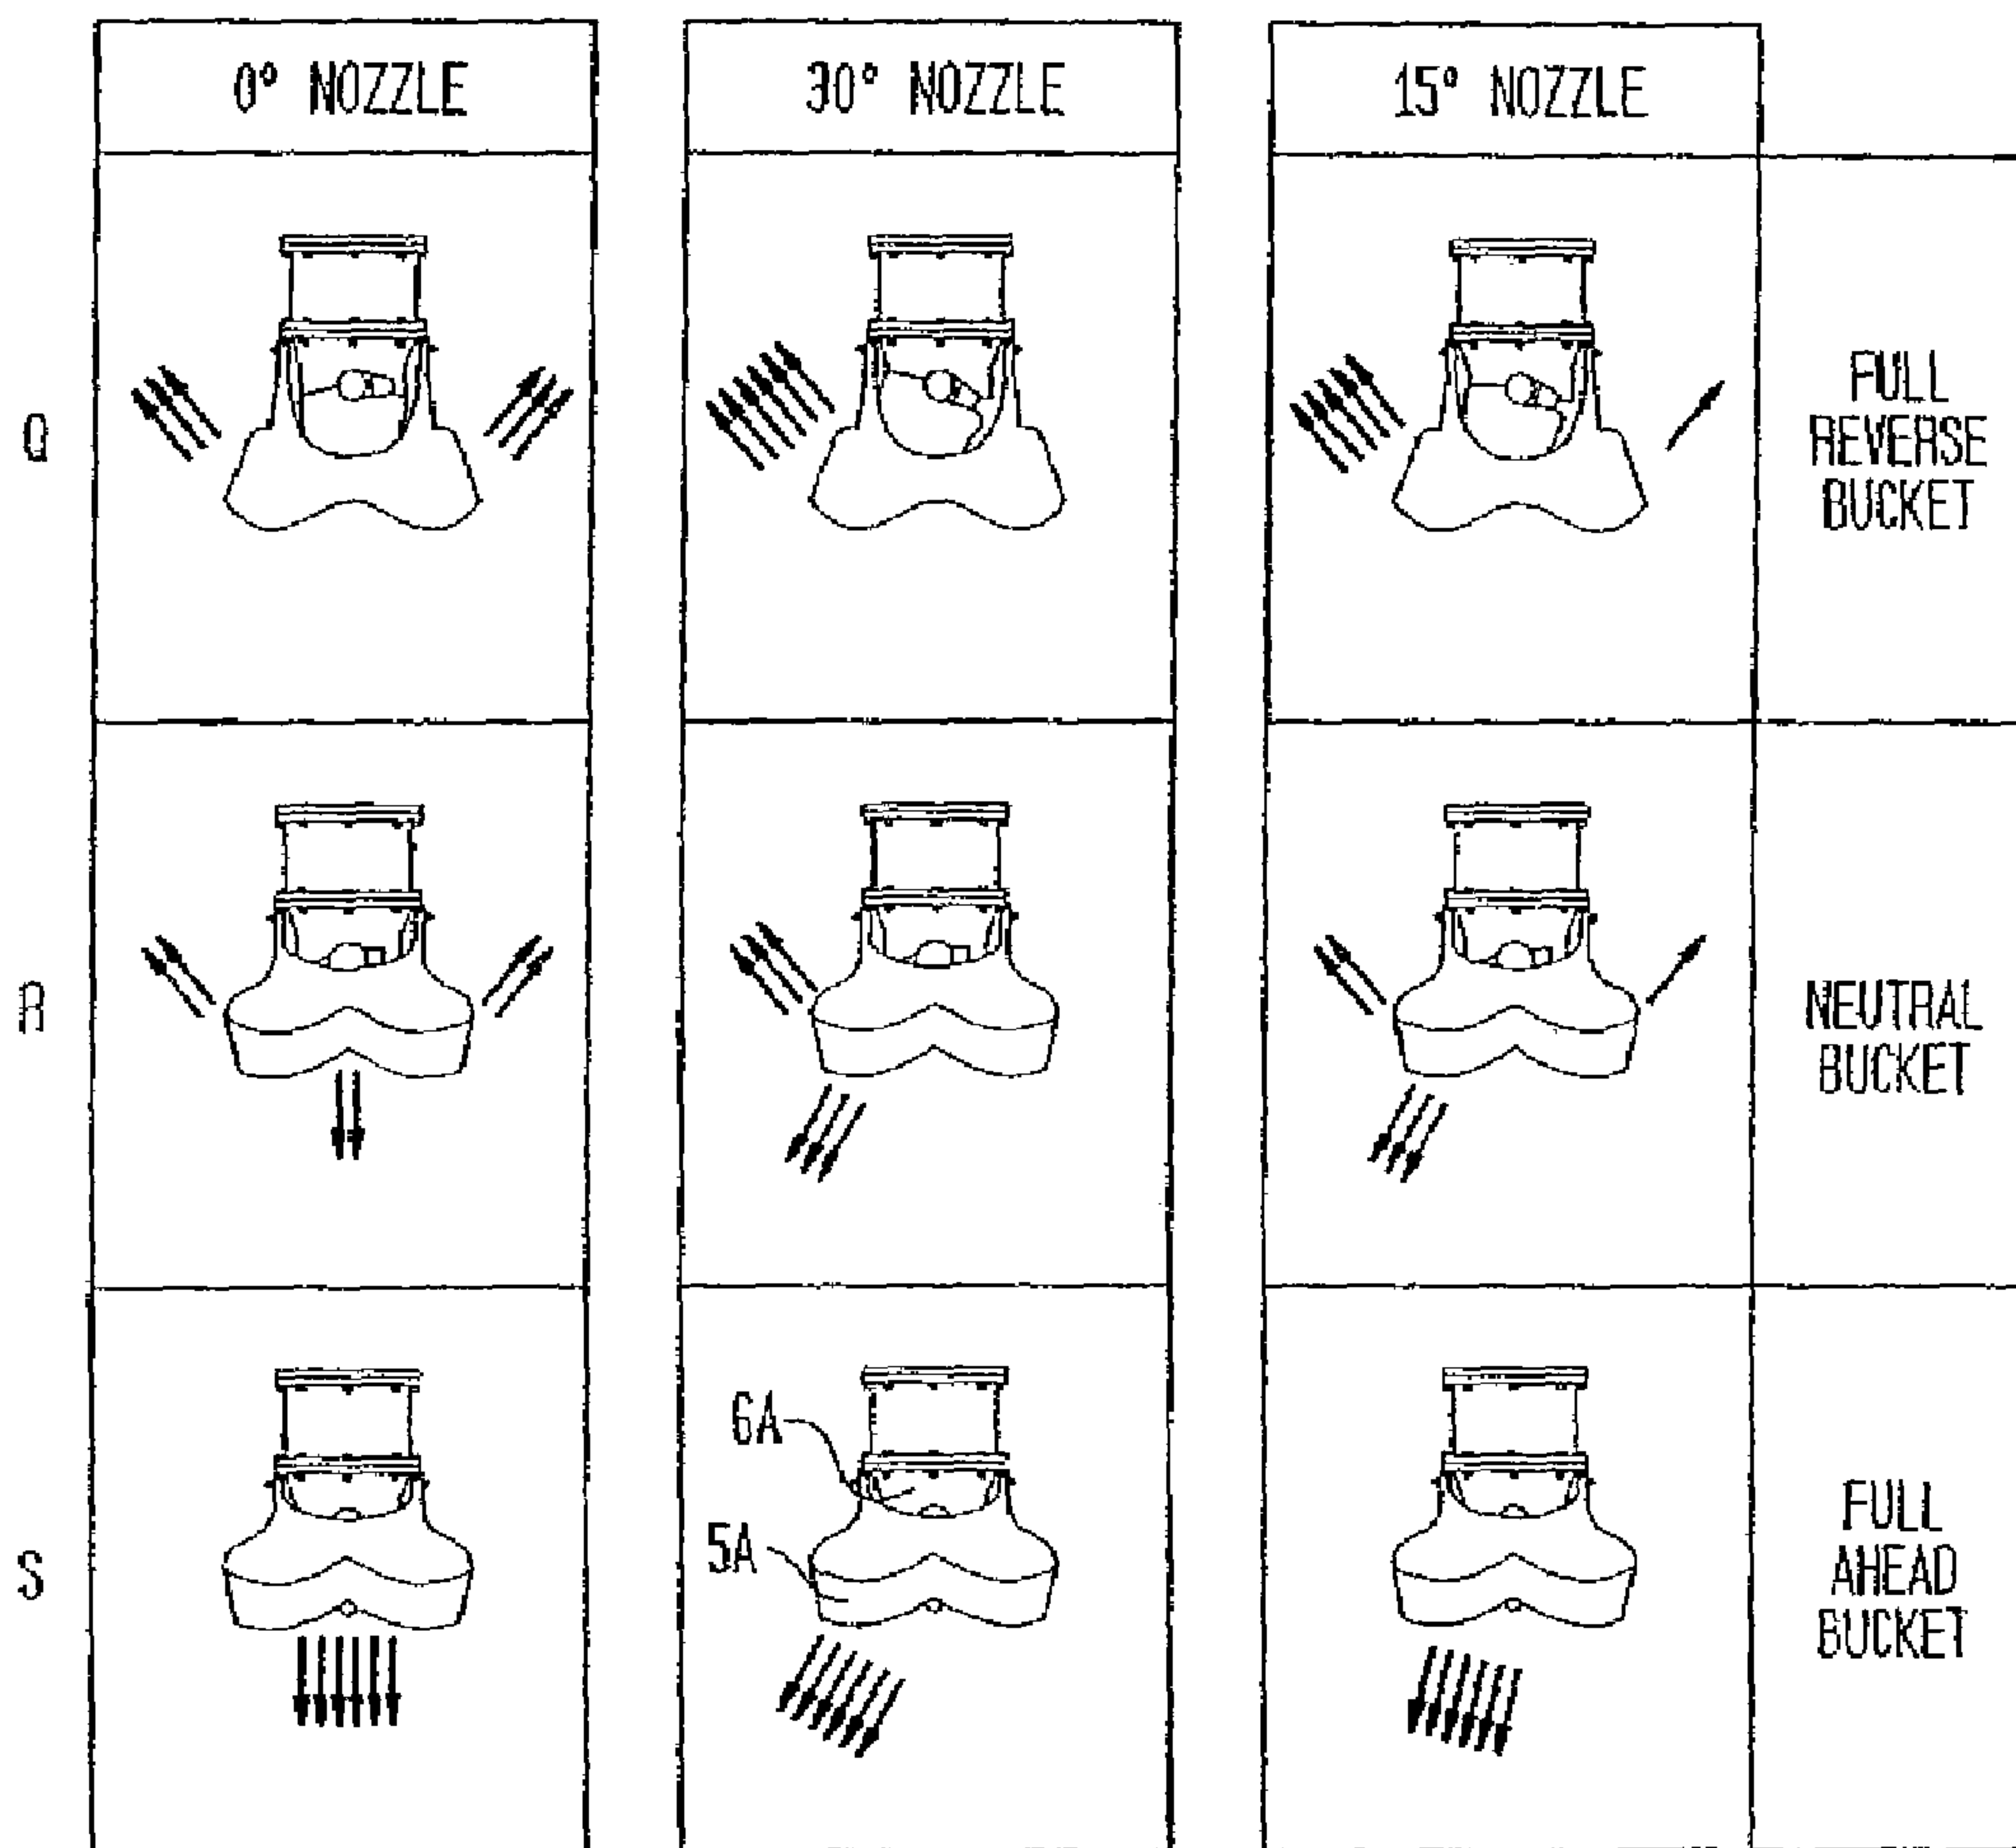 0° NOZZLE
30° NOZZLE
15° NOZZLE
Q
FULL
REVERSE
BUCKET
R
NEUTRAL
BUCKET
6A
5A
S
FULL
AHEAD
BUCKET